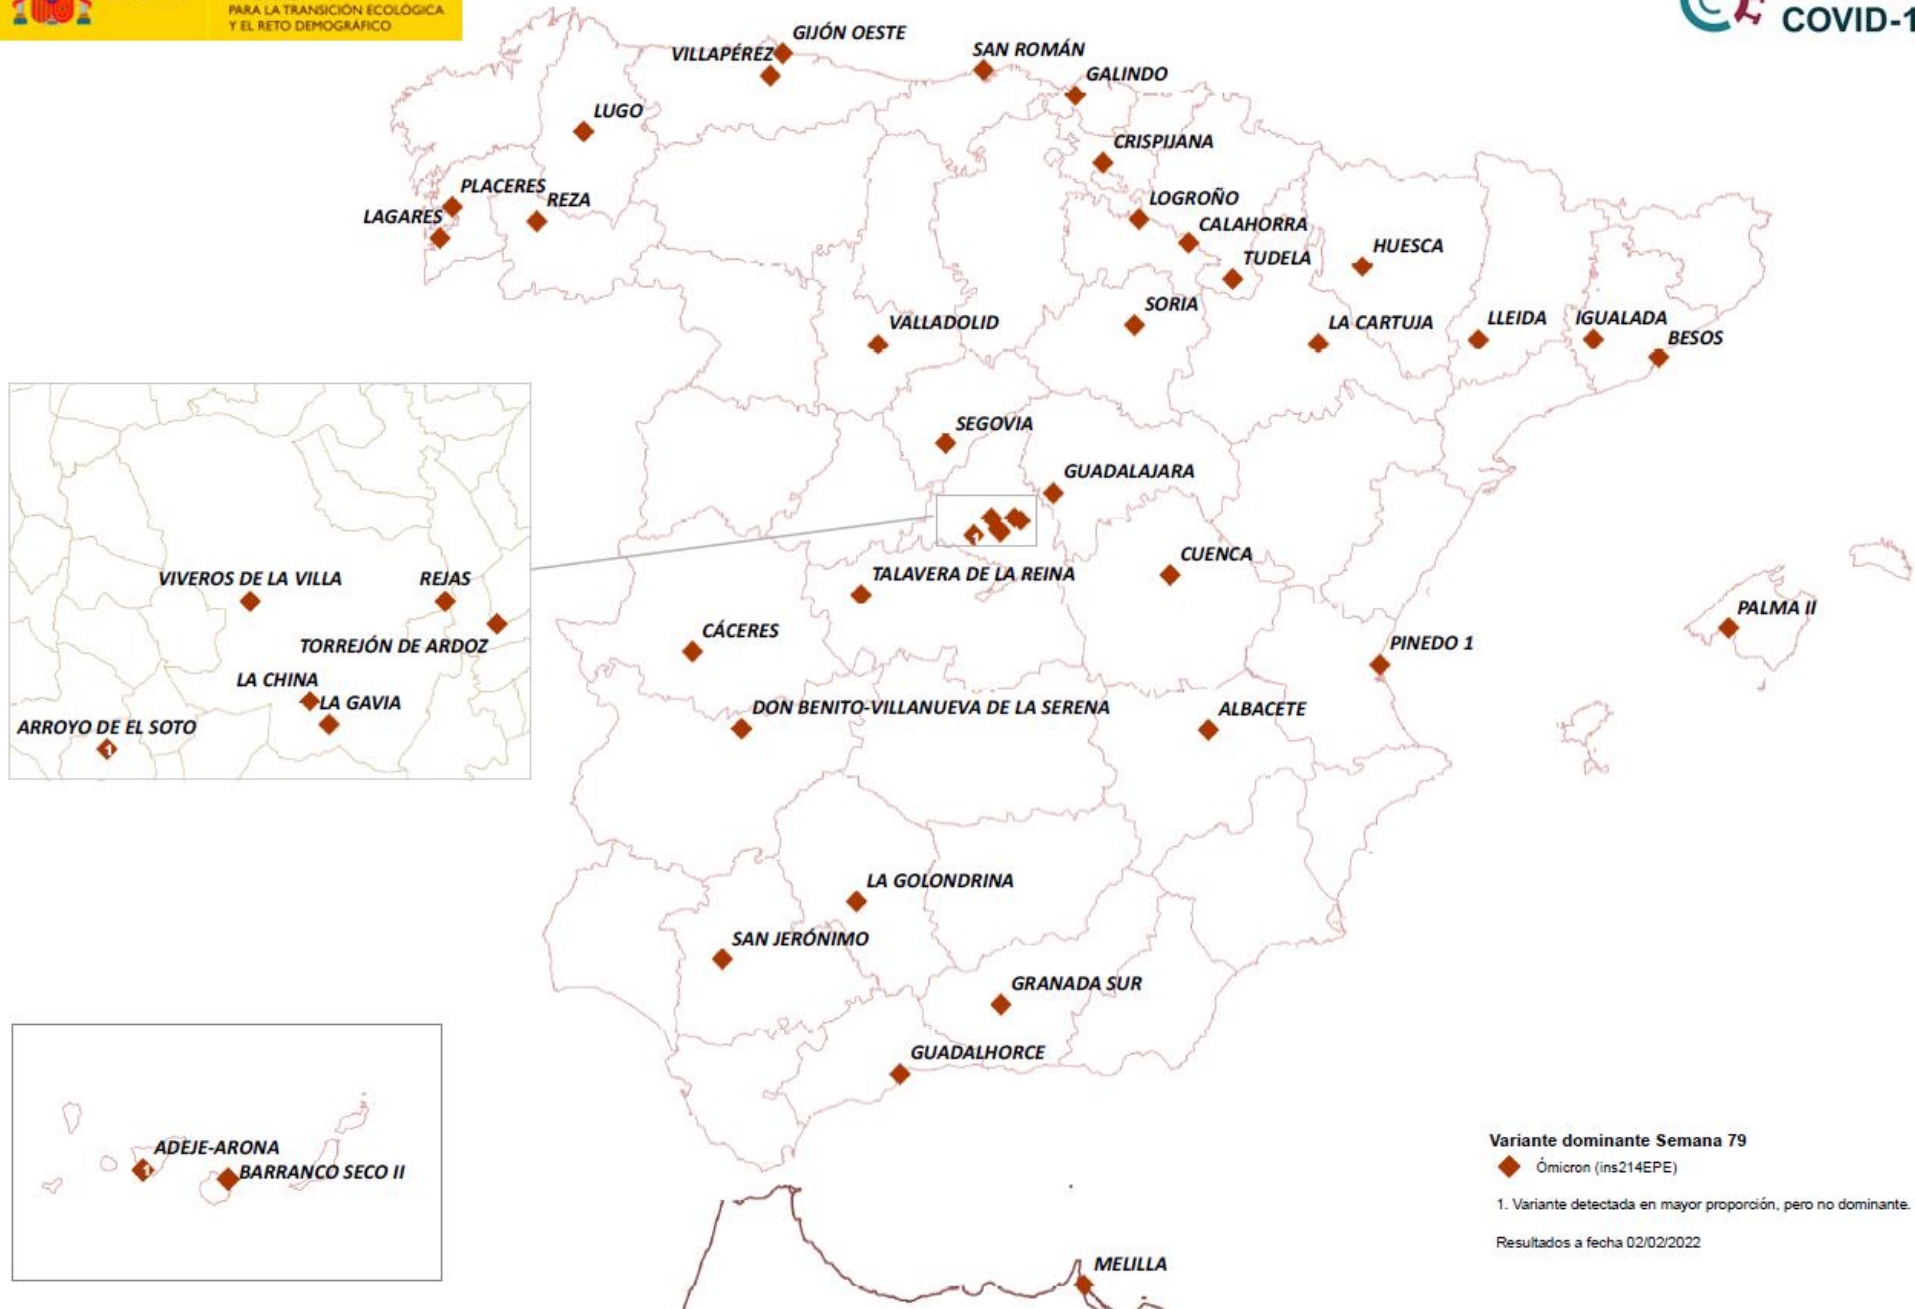 PARA LA TRANSICIÓN ECOLÓGICA
Y EL RETO DEMOGRÁFICO
COVID-1
GIJÓN OESTE
VILLAPÉREZ
SAN ROMÁN
GALINDO
LUGO
CRISPIJANA
PLACERES
REZA
LAGARES
LOGROÑO
CALAHORRA
TUDELA
HUESCA
SORIA
VALLADOLID
LA CARTUJA
LLEIDA
IGUALADA
BESOS
SEGOVIA
GUADALAJARA
1
CUENCA
TALAVERA DE LA REINA
CÁCERES
PALMA II
PINEDO 1
DON BENITO-VILLANUEVA DE LA SERENA
ALBACETE
VIVEROS DE LA VILLA
REJAS
TORREJÓN DE ARDOZ
LA CHINA
LA GAVIA
ARROYO DE EL SOTO
1
LA GOLONDRINA
SAN JERÓNIMO
GRANADA SUR
GUADALHORCE
ADEJE-ARONA
1
BARRANCO SECO II
MELILLA
Variante dominante Semana 79
Ómicron (ins214EPE)
1. Variante detectada en mayor proporción, pero no dominante.
Resultados a fecha 02/02/2022